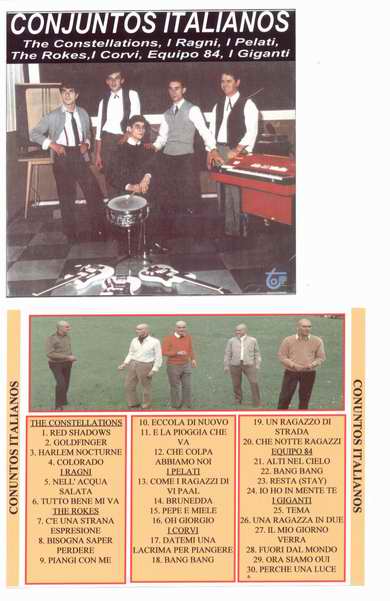 CONJUNTOS ITALIANOS
The Constellations, I Ragni, I Pelati,
The Rokes,I Corvi, Equipo 84, I Giganti
TOP
CONUNTOS ITALIANOS
THE CONSTELLATIONS
1. RED SHADOWS
2. GOLDFINGER
3. HARLEM NOCTURNE
4. COLORADO
I RAGNI
5. NELL' ACQUA
SALATA
6. TUTTO BENE MI VA
THE ROKES
7. C'E UNA STRANA
ESPRESIONE
8. BISOGNA SAPER
PERDERE
9. PIANGI CON ME
10. ECCOLA DI NUOVO
11. E LA PIOGGIA CHE
VA
12. CHE COLPA
ABBIAMO NOI
I PELATI
13. COME I RAGAZZI DI
VI PAAL
14. BRUNEDDA
15. PEPE E MIELE
16. OH GIORGIO
I CORVI
17. DATEMI UNA
LACRIMA PER PIANGERE
18. BANG BANG
19. UN RAGAZZO DI
STRADA
20. CHE NOTTE RAGAZZI
EQUIPO 84
21. ALTI NEL CIELO
22. BANG BANG
23. RESTA (STAY)
24. IO HO IN MENTE TE
I GIGANTI
25. TEMA
26. UNA RAGAZZA IN DUE
27. IL MIO GIORNO
VERRA
28. FUORI DAL MONDO
29. ORA SIAMO OUI
30. PERCHE UNA LUCE
CONUNTOS ITALIANOS